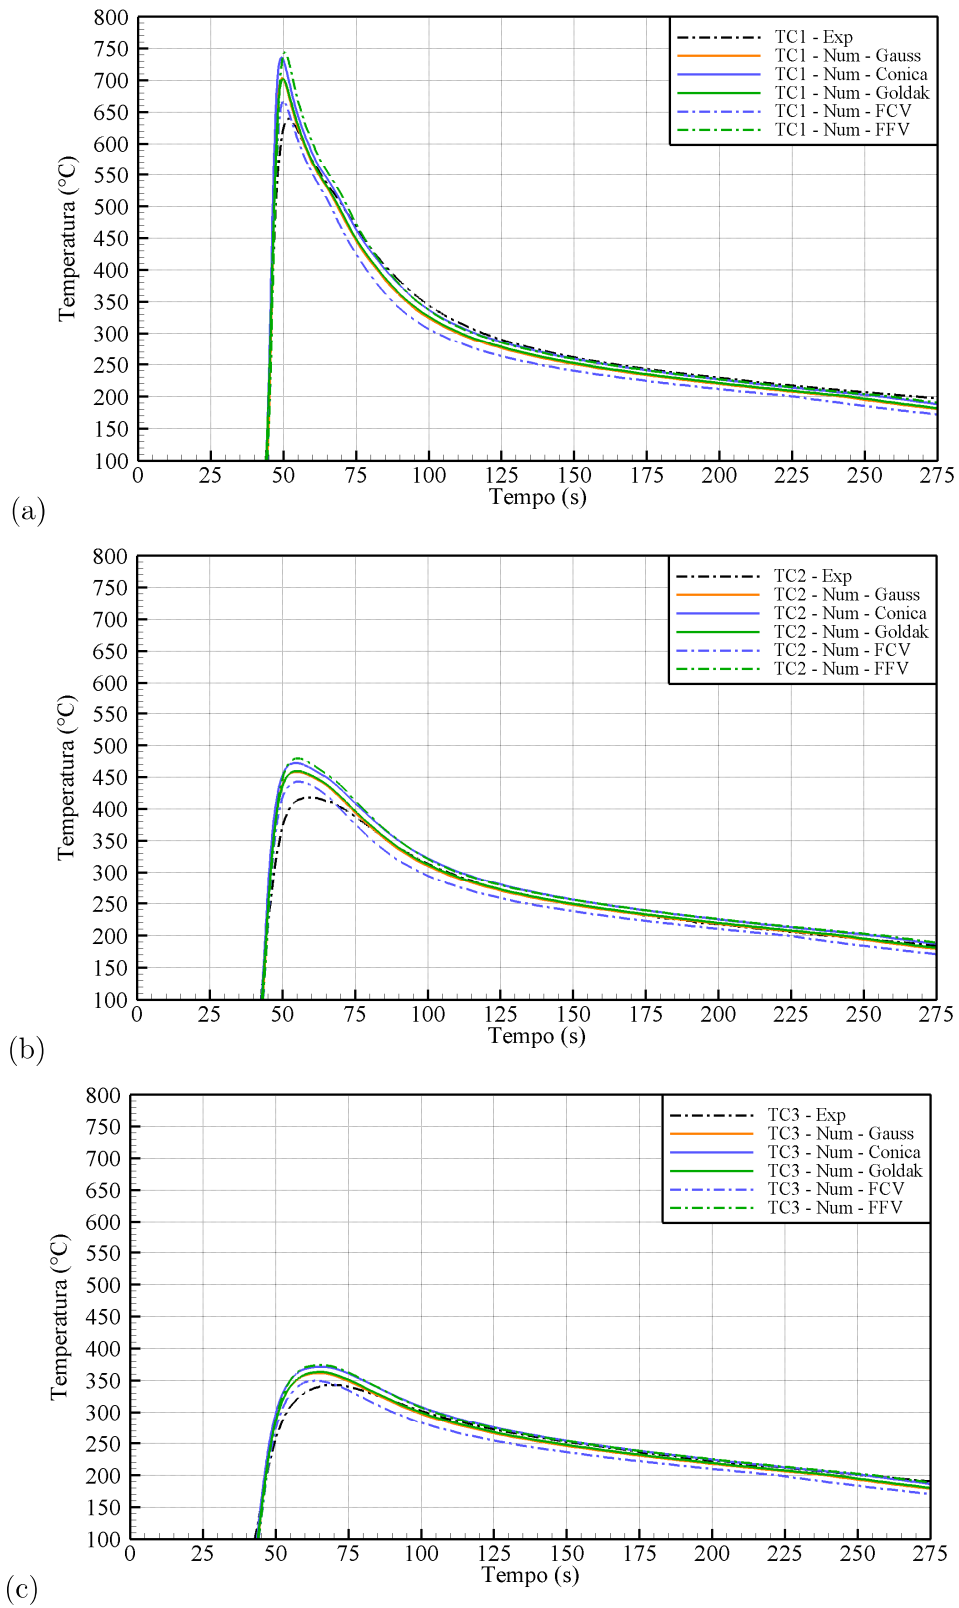 800
750
700
650
600
550
500
450
400
350
300
250
200
150
100
Temperatura (°C)
TC1 - Exp
TC1 - Num - Gauss
TC1 - Num - Conica
TC1 - Num - Goldak
TC1 - Num - FCV
TC1 - Num - FFV
0 25 50 75 100 125 150 175 200 225 250 275
Tempo (s)
(a)
800
750
700
650
600
550
500
450
400
350
300
250
200
150
100
Temperatura (°C)
TC2 - Exp
TC2 - Num - Gauss
TC2 - Num - Conica
TC2 - Num - Goldak
TC2 - Num - FCV
TC2 - Num - FFV
0 25 50 75 100 125 150 175 200 225 250 275
Tempo (s)
(b)
800
750
700
650
600
550
500
450
400
350
300
250
200
150
100
Temperatura (°C)
TC3 - Exp
TC3 - Num - Gauss
TC3 - Num - Conica
TC3 - Num - Goldak
TC3 - Num - FCV
TC3 - Num - FFV
0 25 50 75 100 125 150 175 200 225 250 275
Tempo (s)
(c)